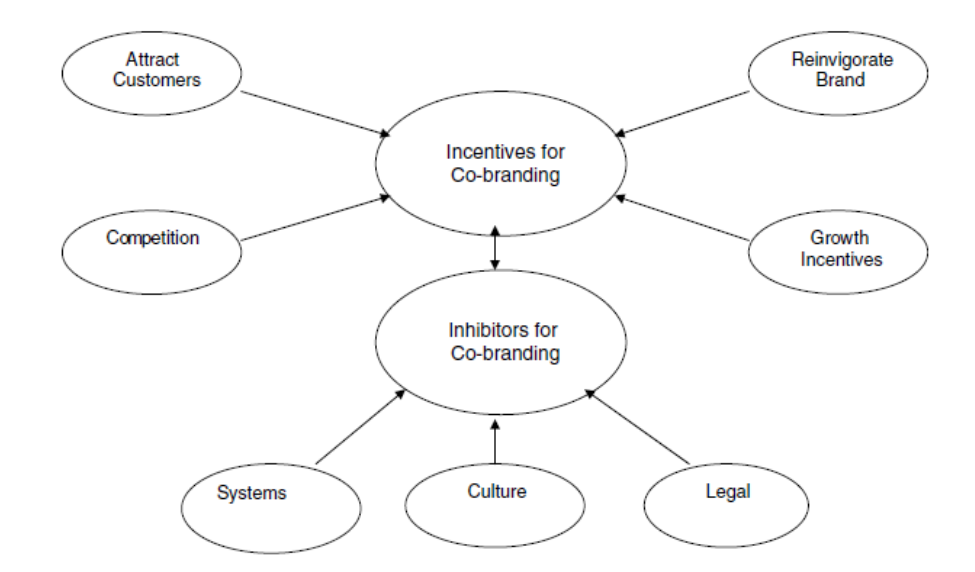 Attract
Customers
Reinvigorate
Brand
Incentives for
Co-branding
Competition
Growth
Incentives
Inhibitors for
Co-branding
Systems
Culture
Legal